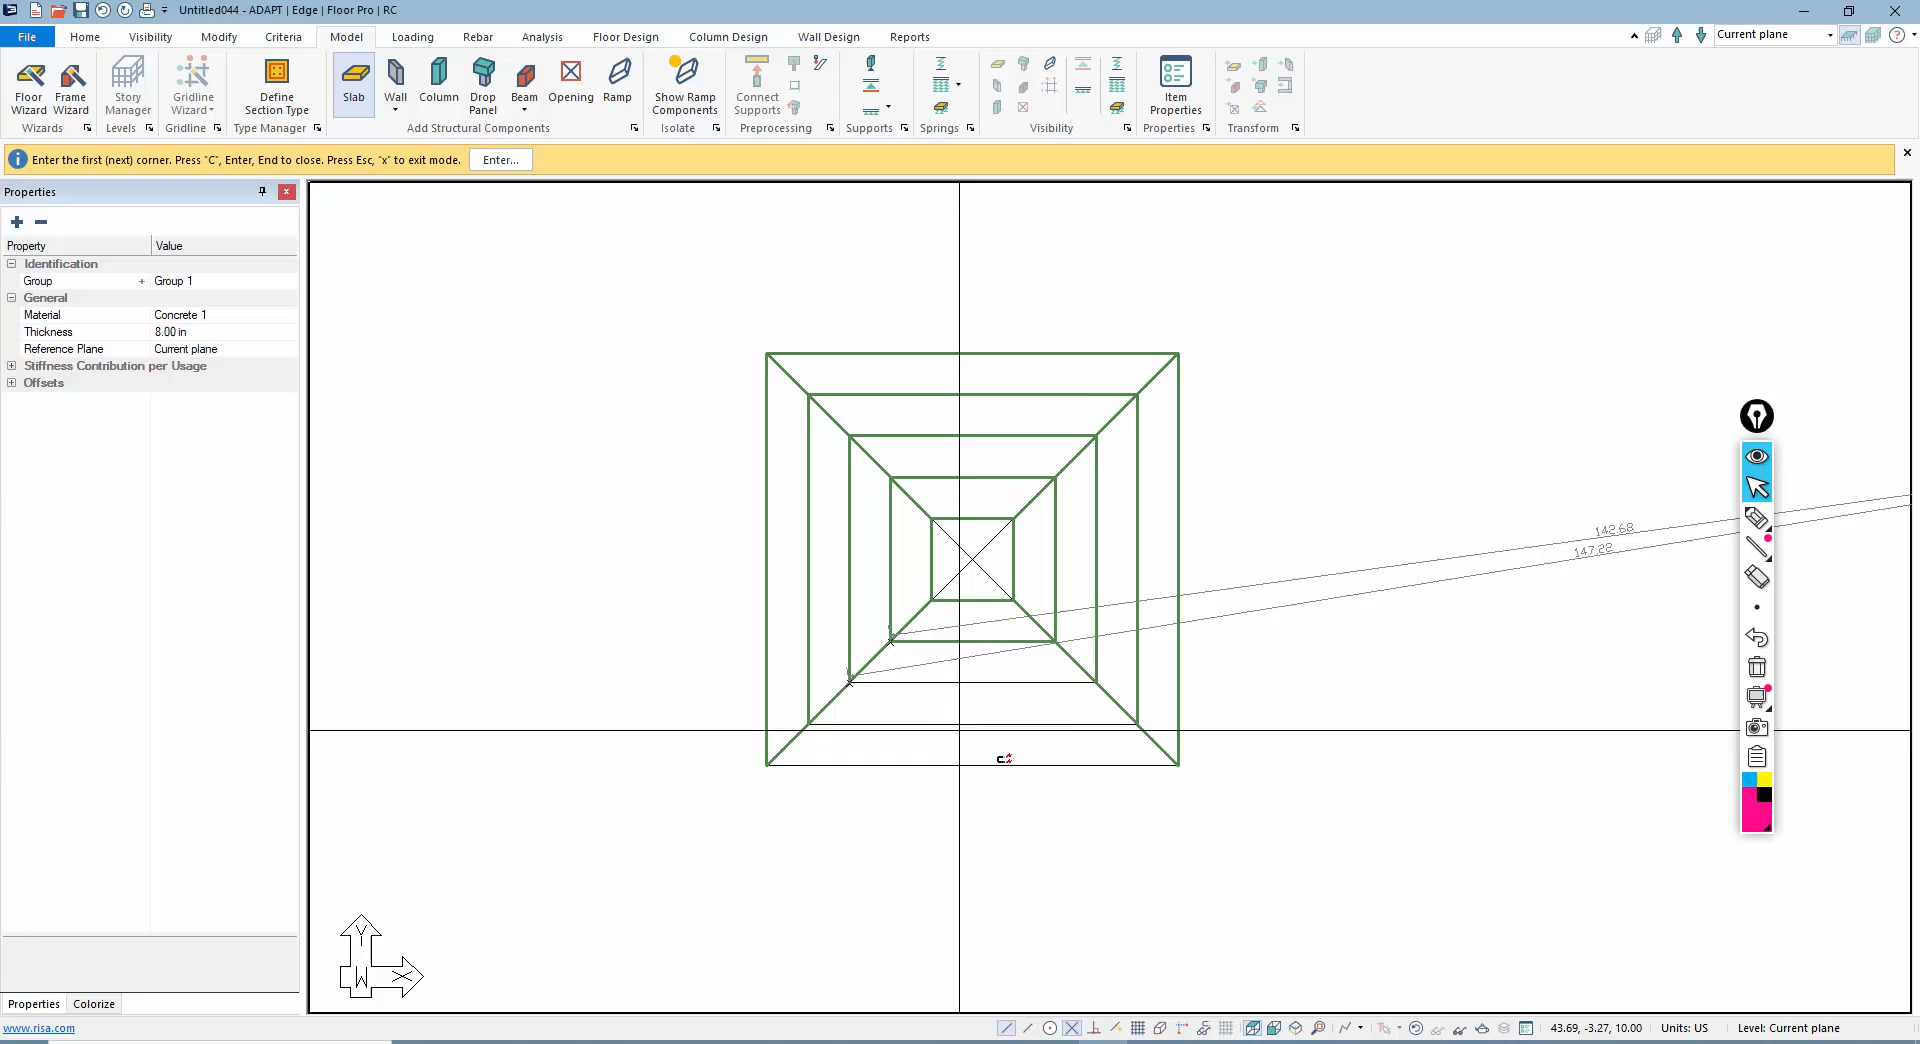 Untitled044 - ADAPT | Edge | Floor Pro | RC
File Home Visibility Modify Criteria Model Loading Rebar Analysis Floor Design Column Design Wall Design Reports Current plane
Floor Wizard
Frame Wizard
Story Manager
Gridline Wizard
Define Section Type
Slab
Wall
Column
Drop Panel
Beam
Opening
Ramp
Show Ramp Components
Connect Supports
Item Properties
Wizards Levels Gridline Type Manager Add Structural Components Isolate Preprocessing Supports Springs Visibility Properties Transform
Enter the first (next) corner. Press "C", Enter, End to close. Press Esc, "x" to exit mode. Enter...
Properties
Property Value
Identification
Group + Group 1
General
Material Concrete 1
Thickness 8.00 in
Reference Plane Current plane
Stiffness Contribution per Usage
Offsets
142.68
147.28
Y
W X
Properties Colorize
www.risa.com
43.69, -3.27, 10.00 Units: US Level: Current plane